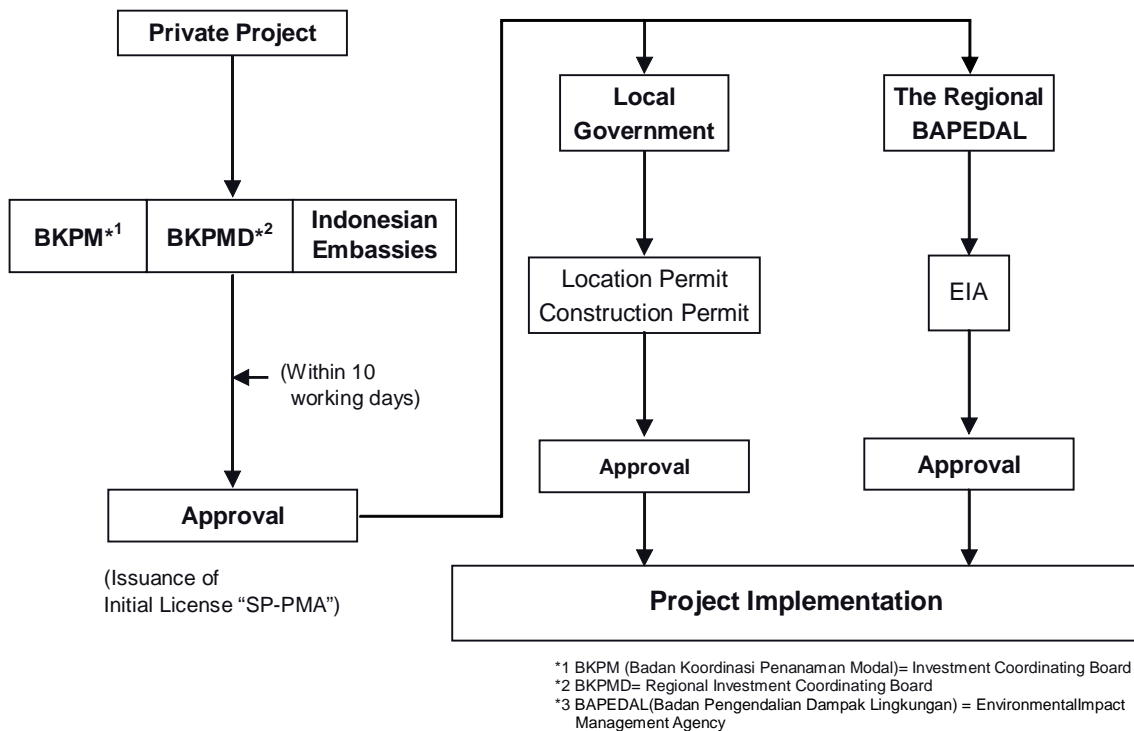 Private Project
BKPM*1
BKPMD*2
Indonesian
Embassies
(Within 10
working days)
Approval
(Issuance of
Initial License “SP-PMA”)
Local
Government
Location Permit
Construction Permit
Approval
The Regional
BAPEDAL
EIA
Approval
Project Implementation
*1 BKPM (Badan Koordinasi Penanaman Modal)= Investment Coordinating Board
*2 BKPMD= Regional Investment Coordinating Board
*3 BAPEDAL(Badan Pengendalian Dampak Lingkungan) = EnvironmentalImpact
Management Agency